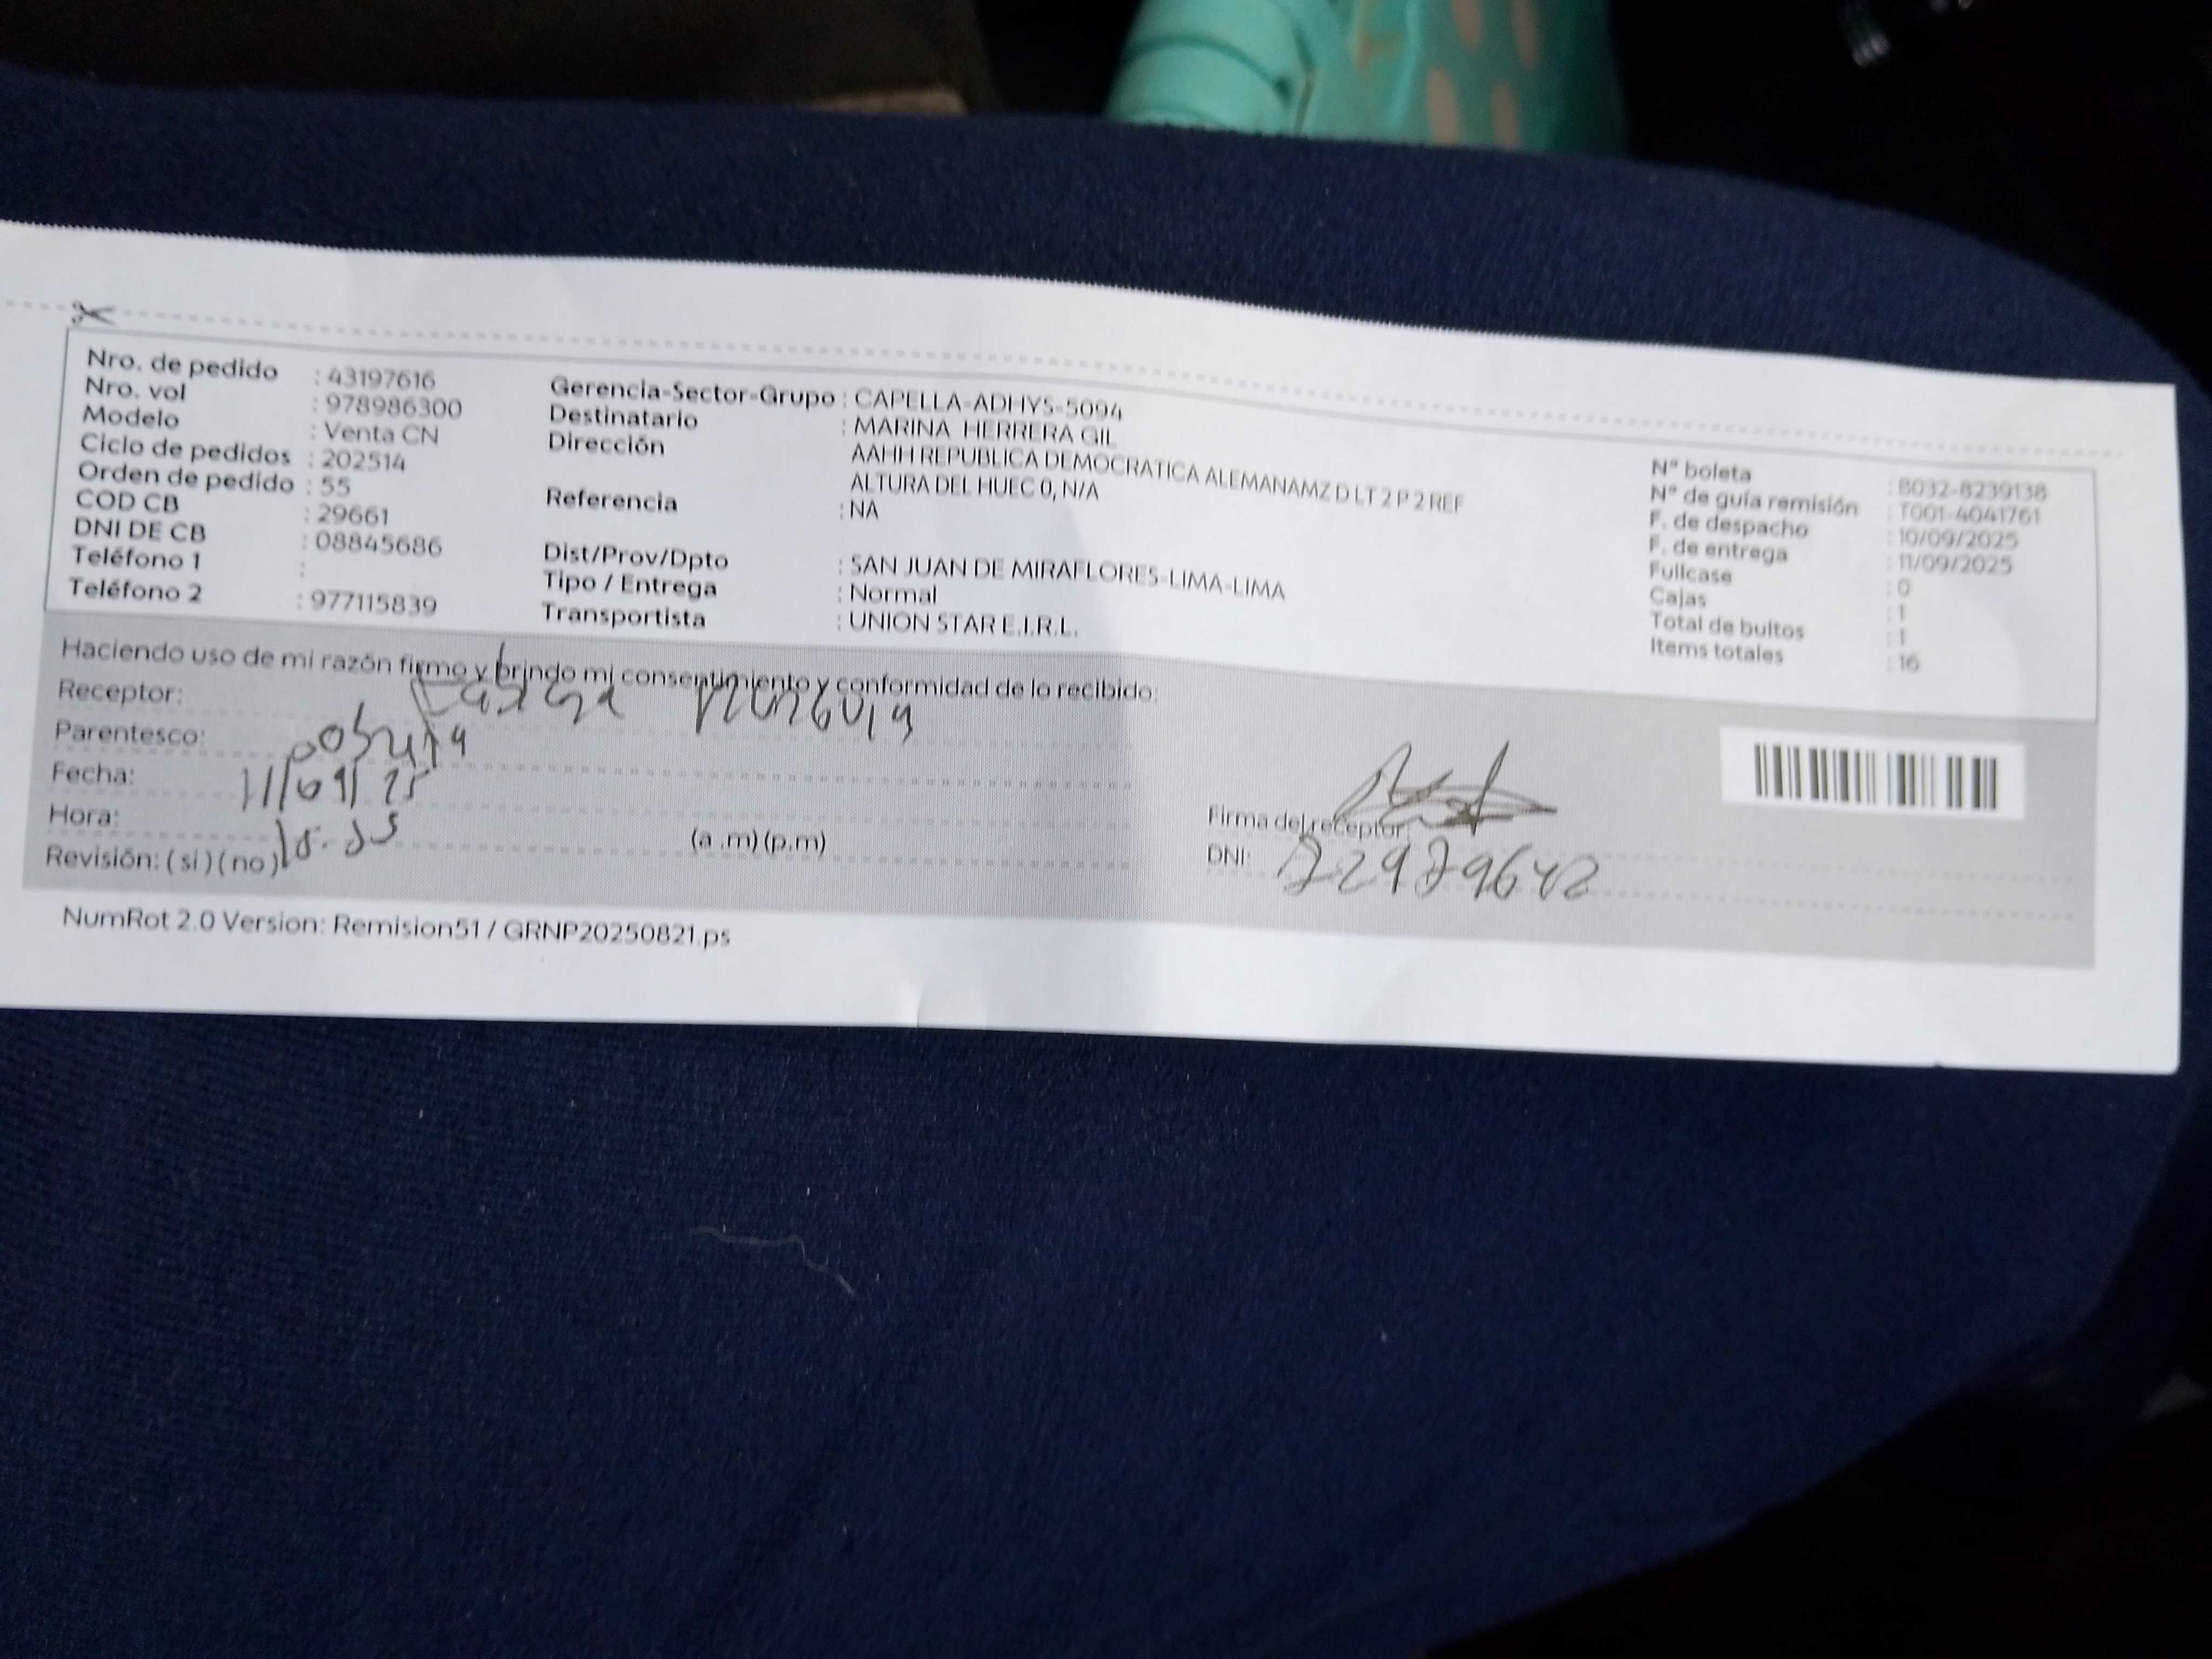 Nro. de pedido : 43197616
Nro. vol : 978986300
Modelo : Venta CN
Ciclo de pedidos : 202514
Orden de pedido : 55
COD CB : 29661
DNI DE CB : 08845686
Teléfono 1 :
Teléfono 2 : 977115839
Gerencia-Sector-Grupo : CAPELLA-ADHYS-5094
Destinatario : MARINA HERRERA GIL
Dirección AAHH REPUBLICA DEMOCRATICA ALEMANAMZ D LT 2 P 2 REF
ALTURA DEL HUEC 0, N/A
Referencia : NA
Dist/Prov/Dpto : SAN JUAN DE MIRAFLORES-LIMA-LIMA
Tipo / Entrega : Normal
Transportista : UNION STAR E.I.R.L.
N° boleta : B032-8239138
N° de guía remisión : T001-4041761
F. de despacho : 10/09/2025
F. de entrega : 11/09/2025
Fullcase : 0
Cajas : 1
Total de bultos : 1
Items totales : 16
Haciendo uso de mi razón firmo y brindo mi consentimiento y conformidad de lo recibido:
Receptor:
Parentesco:
Fecha: 11/09/25
Hora: (a .m) (p.m)
Revisión: ( si ) ( no )
Firma del receptor:
DNI: 72979642
NumRot 2.0 Version: Remision51 / GRNP20250821.ps